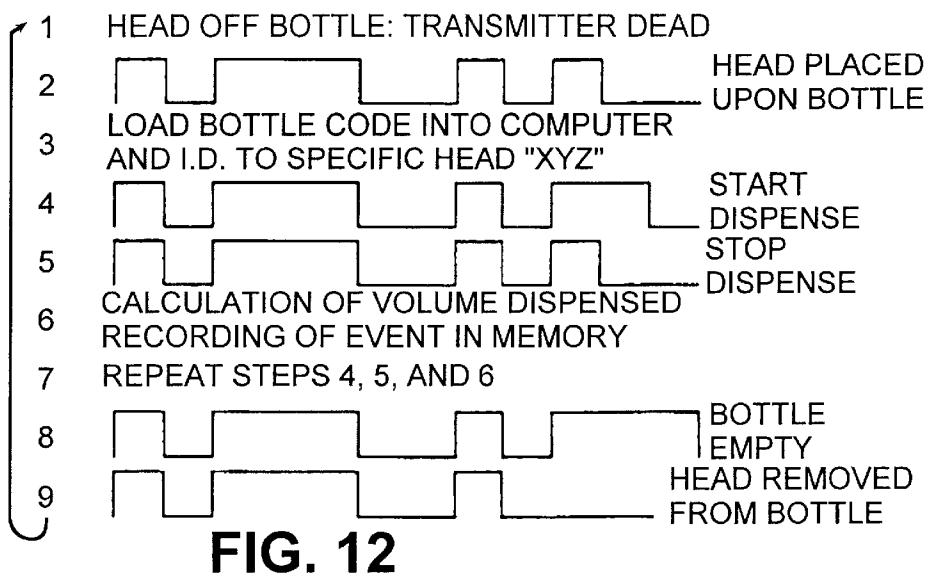 1 HEAD OFF BOTTLE: TRANSMITTER DEAD
2 HEAD PLACED
UPON BOTTLE
3 LOAD BOTTLE CODE INTO COMPUTER
AND I.D. TO SPECIFIC HEAD "XYZ"
4 START
DISPENSE
5 STOP
DISPENSE
6 CALCULATION OF VOLUME DISPENSED
RECORDING OF EVENT IN MEMORY
7 REPEAT STEPS 4, 5, AND 6
8 BOTTLE
EMPTY
9 HEAD REMOVED
FROM BOTTLE
FIG. 12